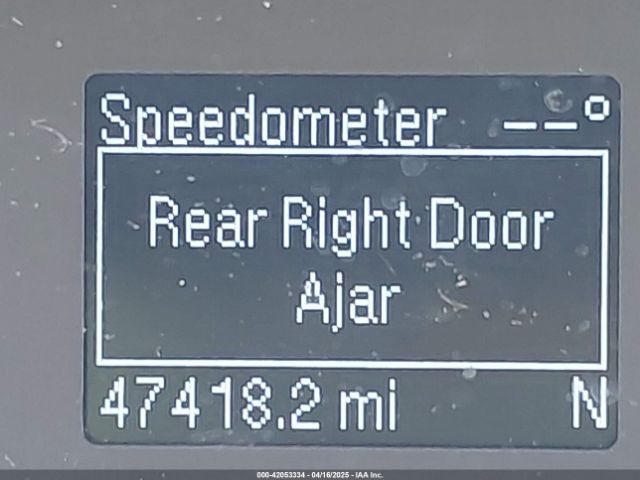 Speedometer --°
Rear Right Door
Ajar
47418.2 mi N
000-42053334 - 04/16/2025 - IAA Inc.